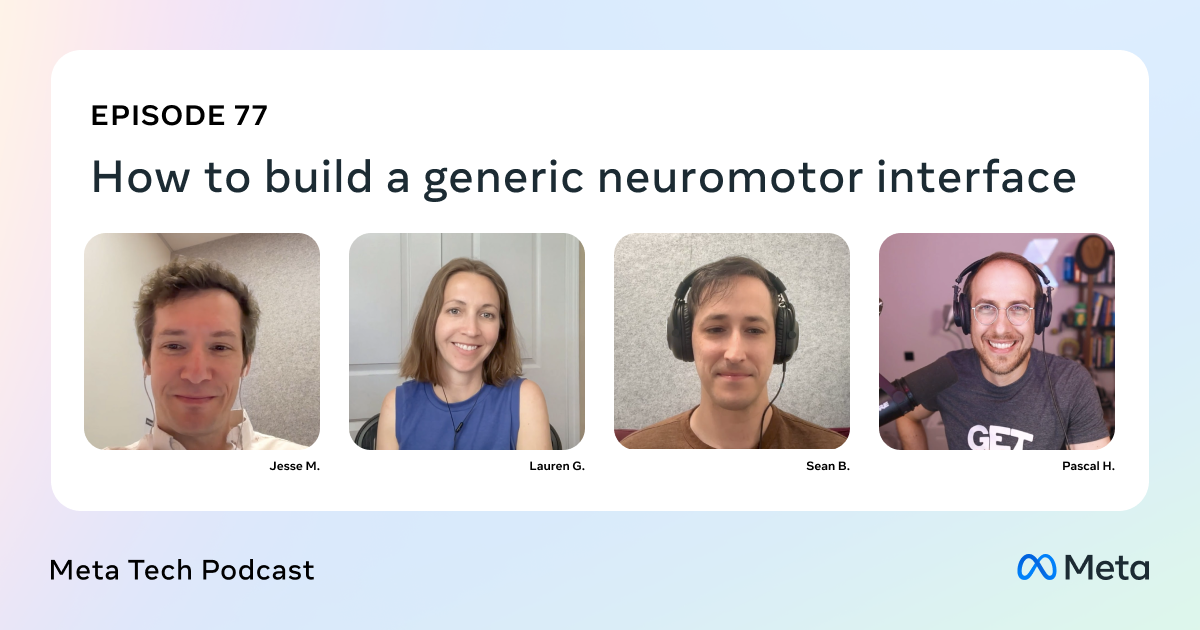 EPISODE 77
How to build a generic neuromotor interface
GET
Jesse M.
Lauren G.
Sean B.
Pascal H.
Meta Tech Podcast
Meta